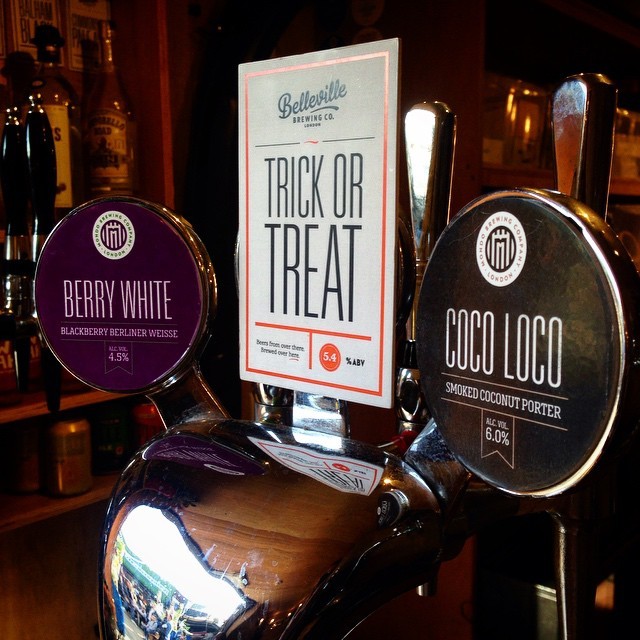 MONDO BREWING COMPANY
LONDON
BERRY WHITE
BLACKBERRY BERLINER WEISSE
ALC. VOL.
4.5%
Belleville
BREWING CO.
LONDON
TRICK OR
TREAT
Beers from over there.
Brewed over here.
5.4 %ABV
MONDO BREWING COMPANY
LONDON
COCO LOCO
SMOKED COCONUT PORTER
ALC. VOL.
6.0%